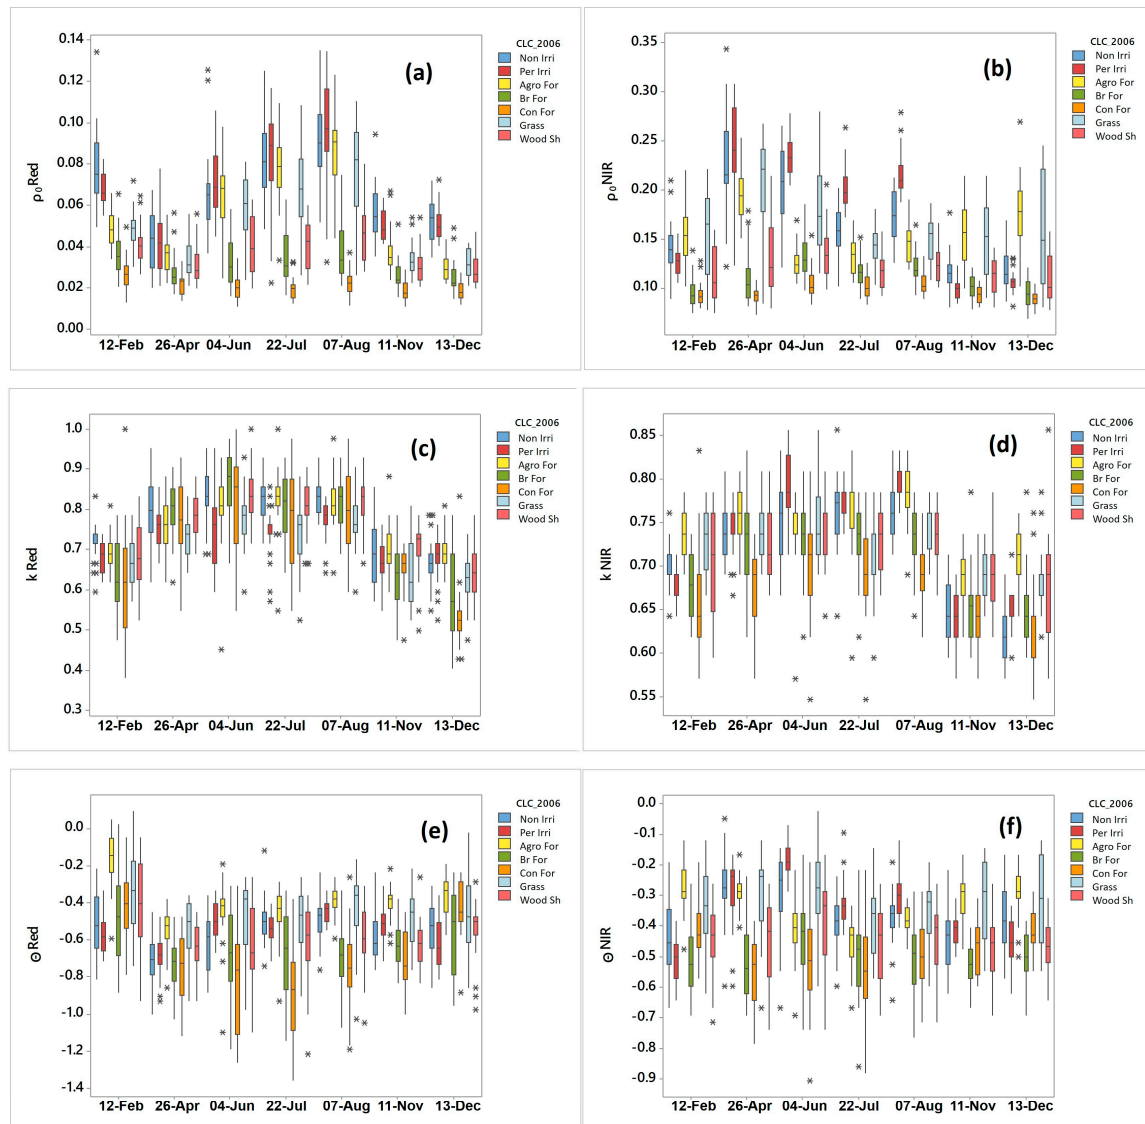 (a)
ρ₀Red
0.14
0.12
0.10
0.08
0.06
0.04
0.02
0.00
12-Feb 26-Apr 04-Jun 22-Jul 07-Aug 11-Nov 13-Dec
CLC_2006
Non Irri
Per Irri
Agro For
Br For
Con For
Grass
Wood Sh
(b)
ρ₀NIR
0.35
0.30
0.25
0.20
0.15
0.10
12-Feb 26-Apr 04-Jun 22-Jul 07-Aug 11-Nov 13-Dec
CLC_2006
Non Irri
Per Irri
Agro For
Br For
Con For
Grass
Wood Sh
(c)
k Red
1.0
0.9
0.8
0.7
0.6
0.5
0.4
0.3
12-Feb 26-Apr 04-Jun 22-Jul 07-Aug 11-Nov 13-Dec
CLC_2006
Non Irri
Per Irri
Agro For
Br For
Con For
Grass
Wood Sh
(d)
k NIR
0.85
0.80
0.75
0.70
0.65
0.60
0.55
12-Feb 26-Apr 04-Jun 22-Jul 07-Aug 11-Nov 13-Dec
CLC_2006
Non Irri
Per Irri
Agro For
Br For
Con For
Grass
Wood Sh
(e)
ΘRed
0.0
-0.2
-0.4
-0.6
-0.8
-1.0
-1.2
-1.4
12-Feb 26-Apr 04-Jun 22-Jul 07-Aug 11-Nov 13-Dec
CLC_2006
Non Irri
Per Irri
Agro For
Br For
Con For
Grass
Wood Sh
(f)
ΘNIR
0.0
-0.1
-0.2
-0.3
-0.4
-0.5
-0.6
-0.7
-0.8
-0.9
12-Feb 26-Apr 04-Jun 22-Jul 07-Aug 11-Nov 13-Dec
CLC_2006
Non Irri
Per Irri
Agro For
Br For
Con For
Grass
Wood Sh